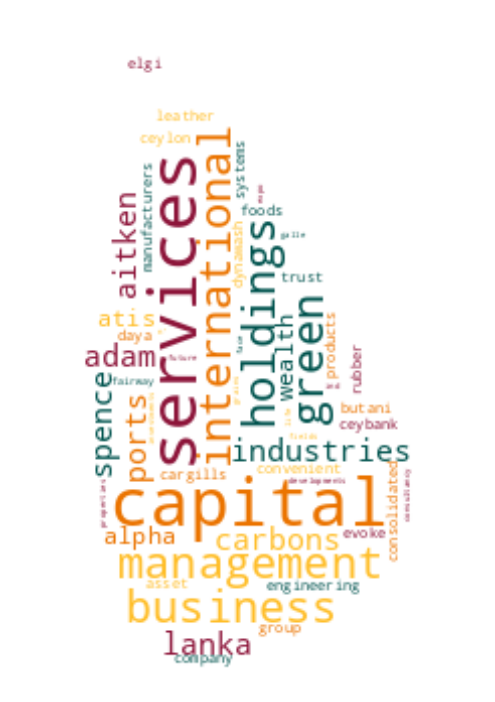 elgi
leather
ceylon
services
international
systems
manufacturers
aitken
foods
galle
dynawash
holdings
trust
atis
daya
green
wealth
products
adam
future
rubber
fairway
spence
ports
butani
ceybank
industries
convenient
cargills
developments
capital
consolidated
consultancy
properties
alpha
carbons
evoke
management
asset
engineering
business
group
lanka
company